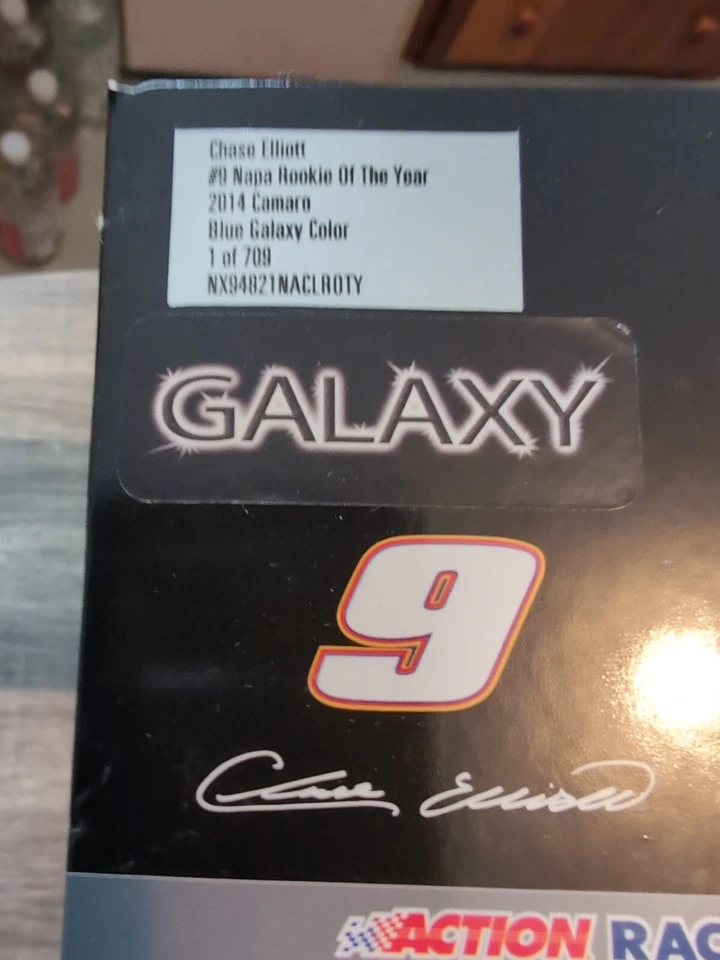 Chase Elliott
#9 Napa Rookie Of The Year
2014 Camaro
Blue Galaxy Color
1 of 709
NX94821NACLROTY
GALAXY
9
Chase Elliott
ACTION RAC